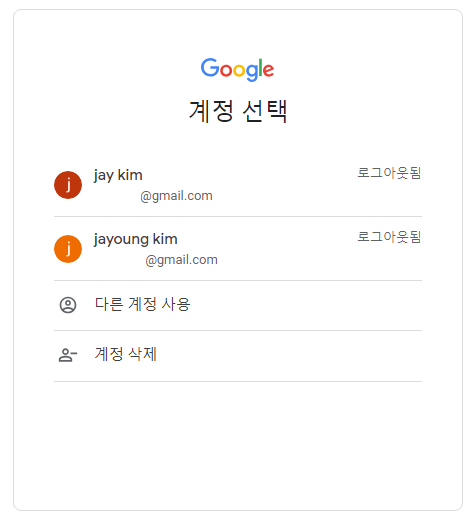 Google
계정 선택
j
jay kim
로그아웃됨
@gmail.com
j
jayoung kim
로그아웃됨
@gmail.com
다른 계정 사용
계정 삭제